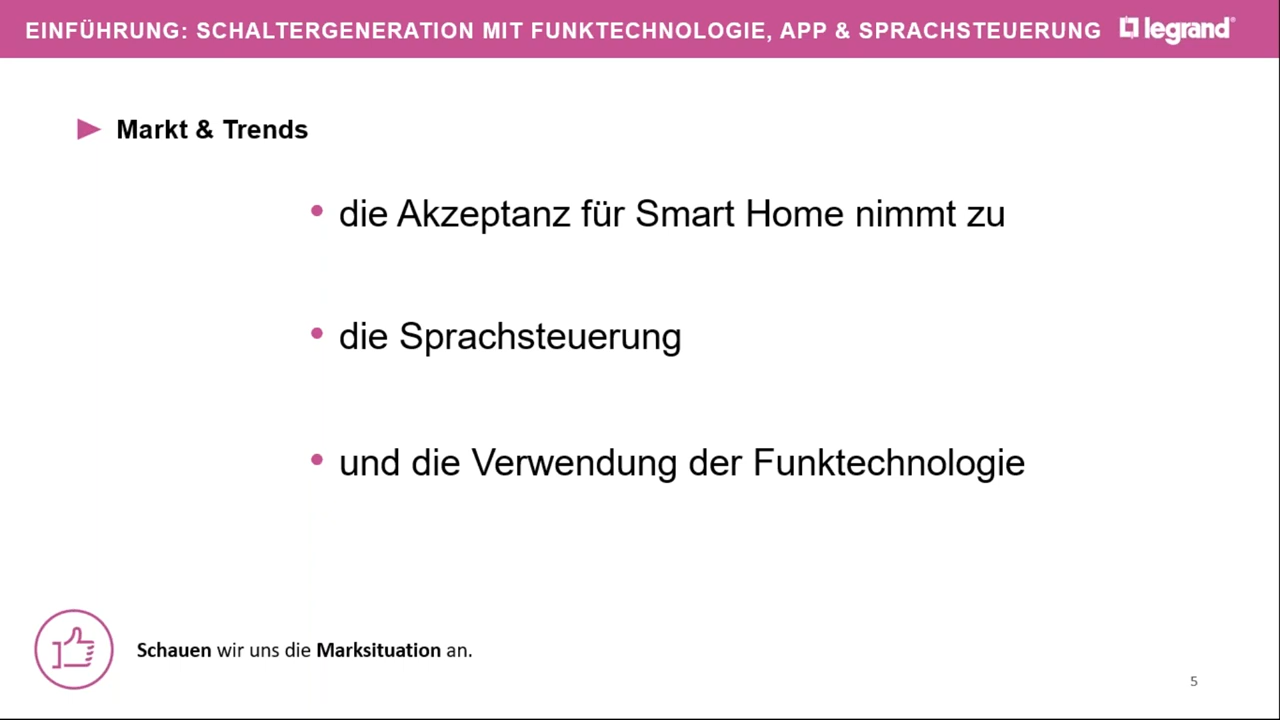 EINFÜHRUNG: SCHALTERGENERATION MIT FUNKTECHNOLOGIE, APP & SPRACHSTEUERUNG
legrand®
Markt & Trends
• die Akzeptanz für Smart Home nimmt zu
• die Sprachsteuerung
• und die Verwendung der Funktechnologie
Schauen wir uns die Marksituation an.
5